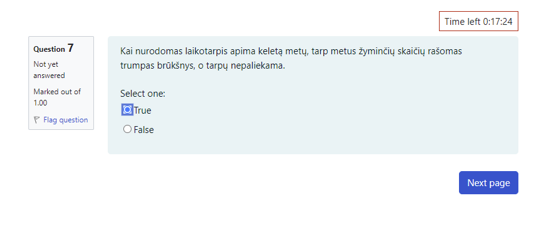 Time left 0:17:24
Question 7
Not yet
answered
Marked out of
1.00
Flag question
Kai nurodomas laikotarpis apima keletą metų, tarp metus žyminčių skaičių rašomas
trumpas brūkšnys, o tarpų nepaliekama.
Select one:
True
False
Next page